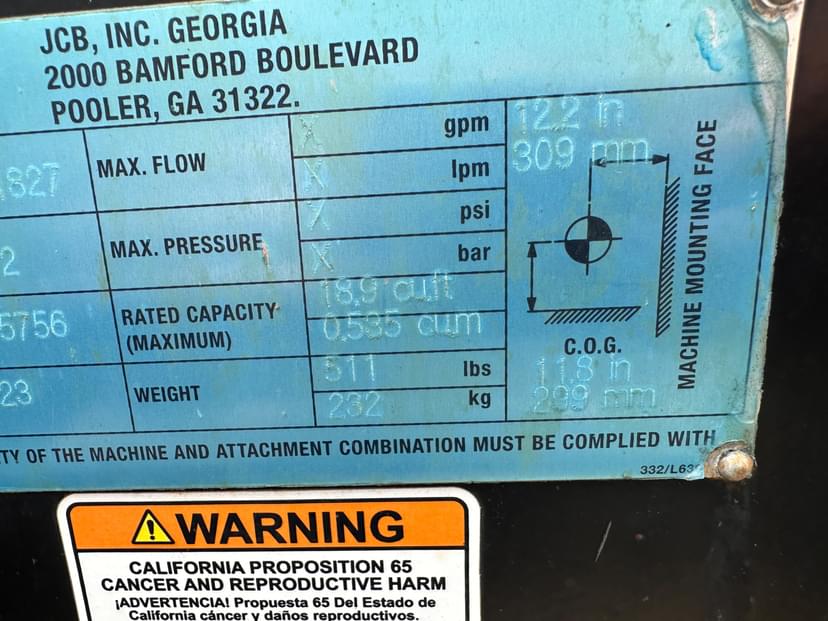 JCB, INC. GEORGIA
2000 BAMFORD BOULEVARD
POOLER, GA 31322.
827 MAX. FLOW X gpm 12.2 in
X lpm 309 mm
2 MAX. PRESSURE X psi
X bar
5756 RATED CAPACITY (MAXIMUM) 18.9 cuft
0.535 cum
23 WEIGHT 511 lbs
232 kg
C.O.G.
11.8 in
299 mm
MACHINE MOUNTING FACE
TY OF THE MACHINE AND ATTACHMENT COMBINATION MUST BE COMPLIED WITH
332/L63
WARNING
CALIFORNIA PROPOSITION 65
CANCER AND REPRODUCTIVE HARM
¡ADVERTENCIA! Propuesta 65 Del Estado de
California cáncer y daños reproductivos.